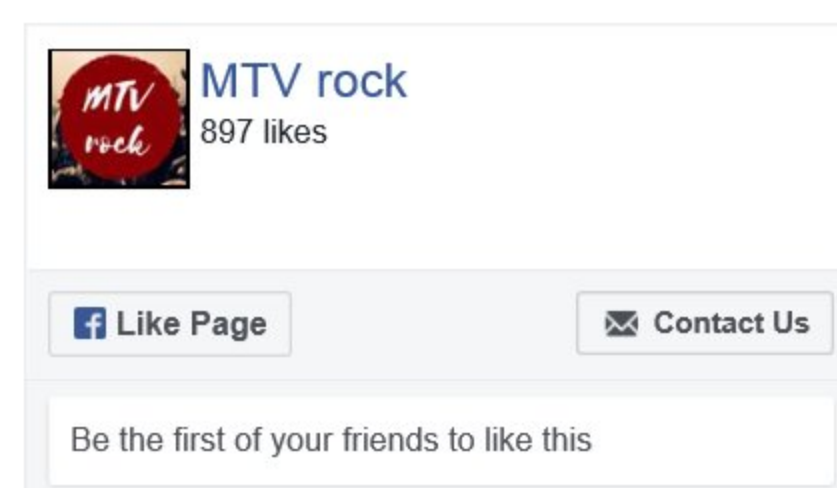 MTV
rock
MTV rock
897 likes
Like Page
Contact Us
Be the first of your friends to like this